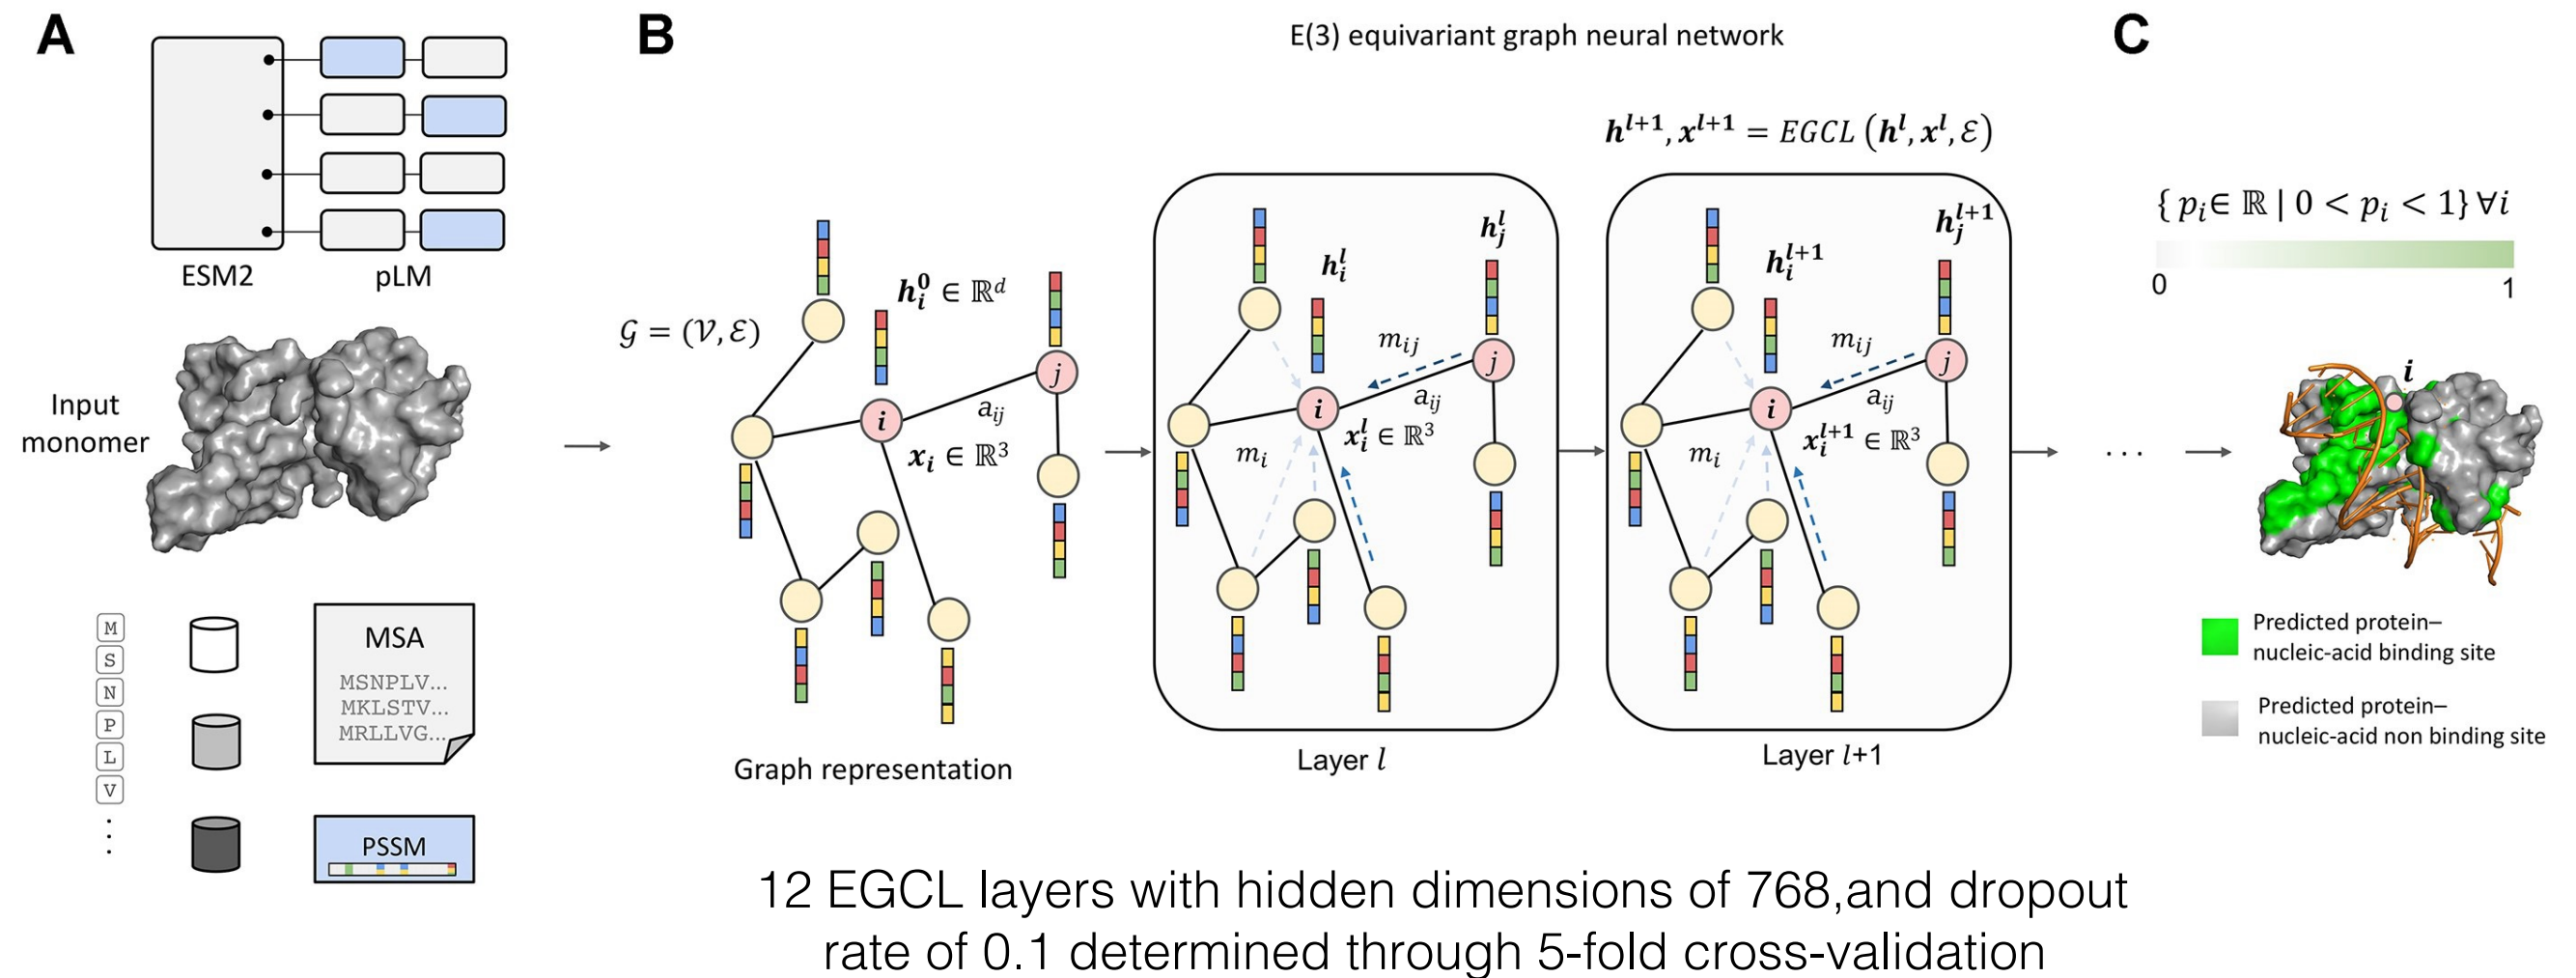 A
ESM2
pLM
Input
monomer
M
S
N
P
L
V
⋮
MSA
MSNPLV...
MKLSTV...
MRLLVG...
PSSM
B
E(3) equivariant graph neural network
𝒢 = (𝒱, ℰ)
h_i^0 ∈ ℝ^d
j
i
a_ij
x_i ∈ ℝ^3
Graph representation
h_i^l
h_j^l
m_ij
j
i
a_ij
x_i^l ∈ ℝ^3
m_i
Layer l
h^{l+1}, x^{l+1} = EGCL (h^l, x^l, ℰ)
h_i^{l+1}
h_j^{l+1}
m_ij
j
i
a_ij
x_i^{l+1} ∈ ℝ^3
m_i
Layer l+1
...
C
{ p_i ∈ ℝ | 0 < p_i < 1} ∀i
0 1
i
Predicted protein–
nucleic-acid binding site
Predicted protein–
nucleic-acid non binding site
12 EGCL layers with hidden dimensions of 768,and dropout
rate of 0.1 determined through 5-fold cross-validation